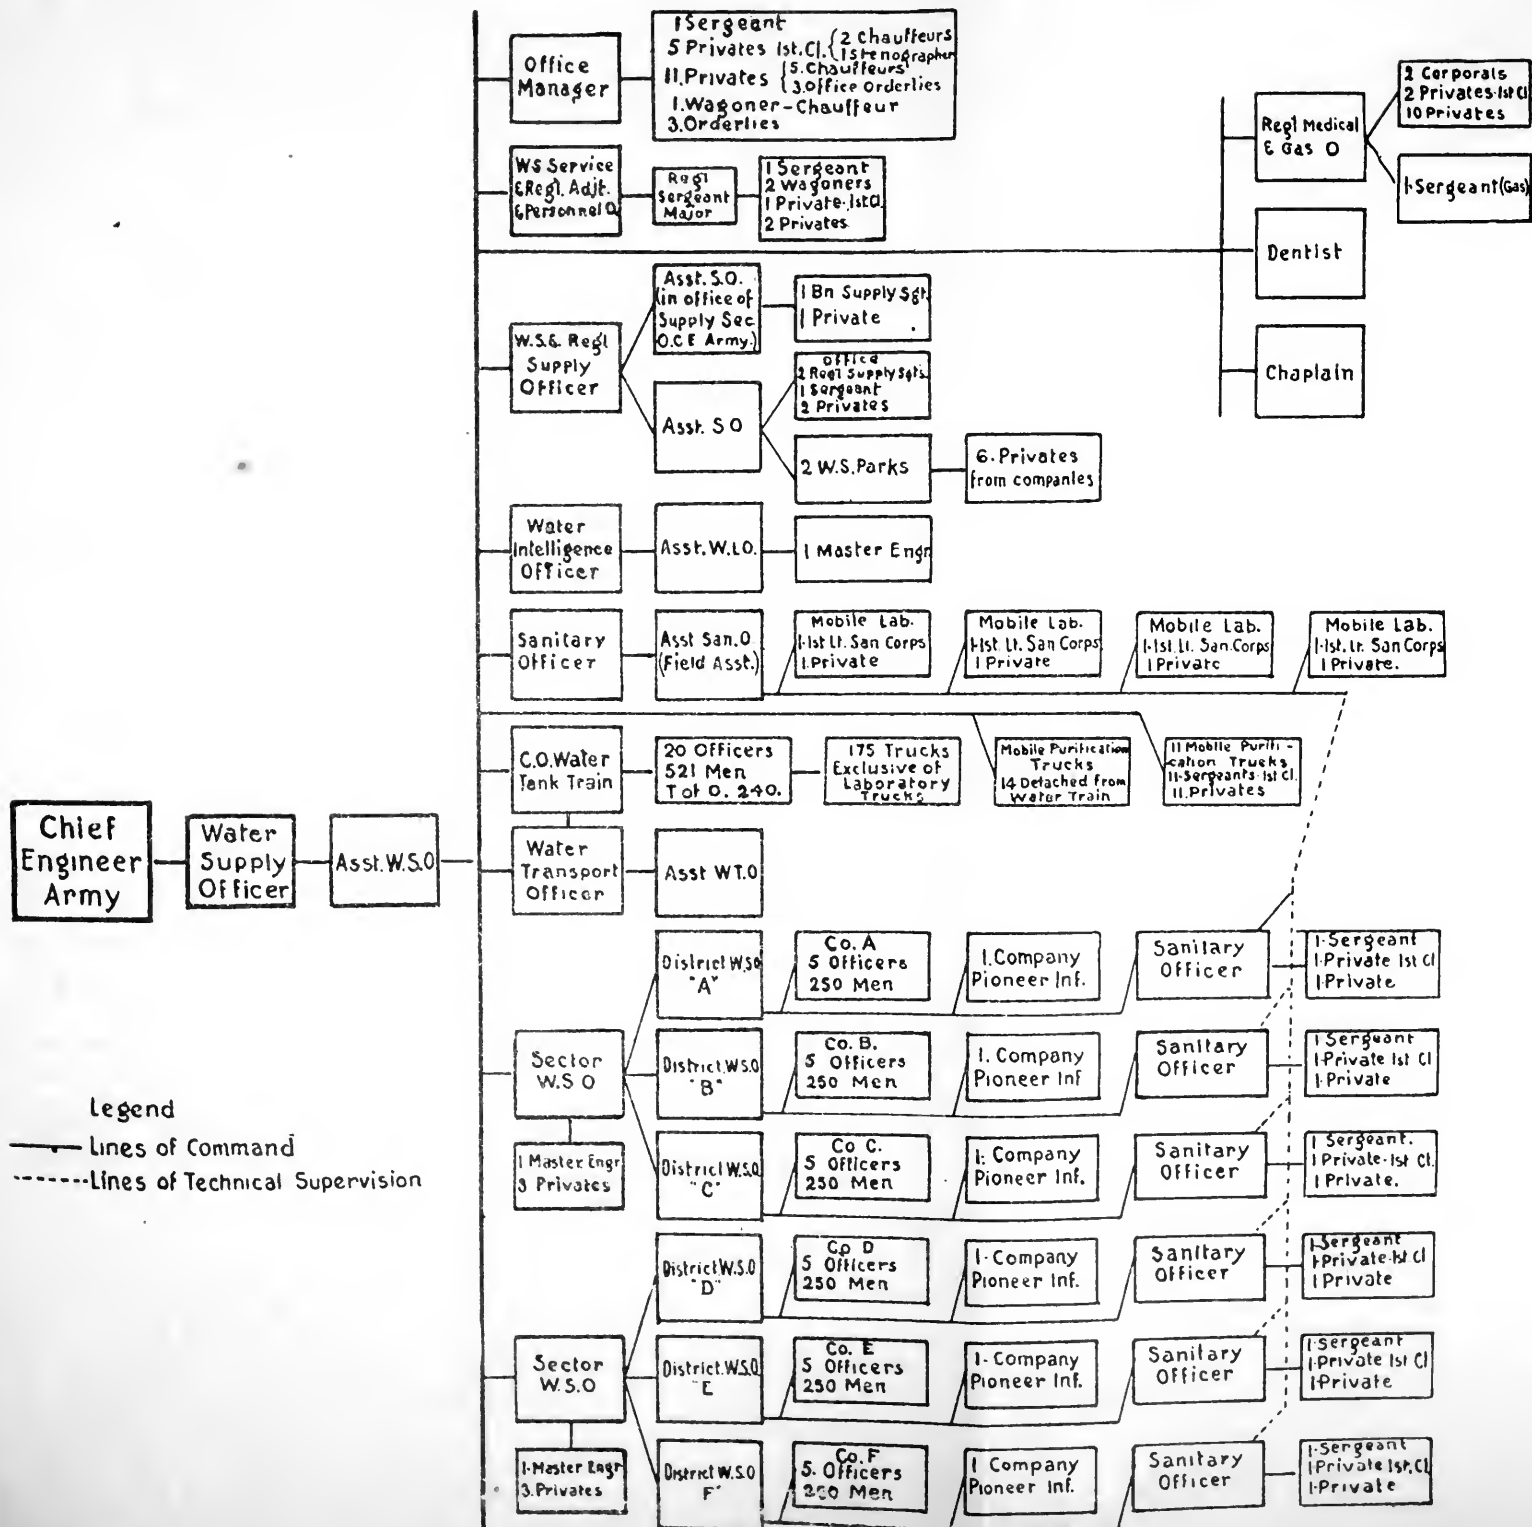 1 Sergeant
5 Privates 1st. Cl. { 2 Chauffeurs
1 Stenographer
11. Privates { 5. Chauffeurs
3. Office Orderlies
1. Wagoner - Chauffeur
3. Orderlies
Office
Manager
2 Corporals
2 Privates-1st Cl
10 Privates
Reg'l Medical
& Gas O
1-Sergeant (Gas)
W S Service
& Regl. Adjt.
& Personnel O.
Regl
Sergeant
Major
1 Sergeant
2 Wagoners
1 Private-1st Cl.
2 Privates
Dentist
Chaplain
W.S.& Regl
Supply
Officer
Asst. S.O.
(in office of
Supply Sec
O.C E Army.)
1 Bn Supply Sgt.
1 Private
Asst. S O
office
2 Regl Supply Sgts.
1 Sergeant
2 Privates
2 W.S. Parks
6. Privates
from companies
Water
Intelligence
Officer
Asst. W.I.O.
1 Master Engr
Sanitary
Officer
Asst San. O
(Field Asst.)
Mobile Lab.
1-1st Lt. San Corps
1. Private
Mobile Lab.
1-1st. Lt. San Corps
1 Private
Mobile Lab.
1-1st. Lt. San. Corps
1 Private
Mobile Lab.
1-1st. Lt. San Corps
1 Private.
C.O. Water
Tank Train
20 Officers
521 Men
Tot O. 240.
175 Trucks
Exclusive of
Laboratory
Trucks
Mobile Purification
Trucks
14 Detached from
Water Train
11 Mobile Purifi-
cation Trucks
11-Sergeants-1st Cl.
11. Privates
Chief
Engineer
Army
Water
Supply
Officer
Asst. W.S.O
Water
Transport
Officer
Asst W.T.O
Sector
W.S O
1 Master Engr
3 Privates
District W.S.O
"A"
Co. A
5 Officers
250 Men
1. Company
Pioneer Inf.
Sanitary
Officer
1-Sergeant
1-Private 1st Cl
1-Private
District. W.S.O
"B"
Co. B.
5 Officers
250 Men
1. Company
Pioneer Inf
Sanitary
Officer
1 Sergeant
1-Private 1st Cl
1-Private
District W.S.O
"C"
Co C.
5 Officers
250 Men
1. Company
Pioneer Inf.
Sanitary
Officer
1 Sergeant.
1 Private-1st Cl.
1 Private.
Legend
Lines of Command
Lines of Technical Supervision
Sector
W.S.O
1-Master Engr
3. Privates
District W.S.O
"D"
Co D
5 Officers
250 Men
1-Company
Pioneer Inf.
Sanitary
Officer
1-Sergeant
1-Private-1st Cl
1 Private
District. W.S.O
"E
Co. E
5 Officers
250 Men
1-Company
Pioneer Inf.
Sanitary
Officer
1-Sergeant
1-Private 1st Cl
1-Private
District W.S.O
F"
Co. F
5. Officers
250 Men
1 Company
Pioneer Inf.
Sanitary
Officer
1-Sergeant
1-Private 1st. Cl.
1-Private